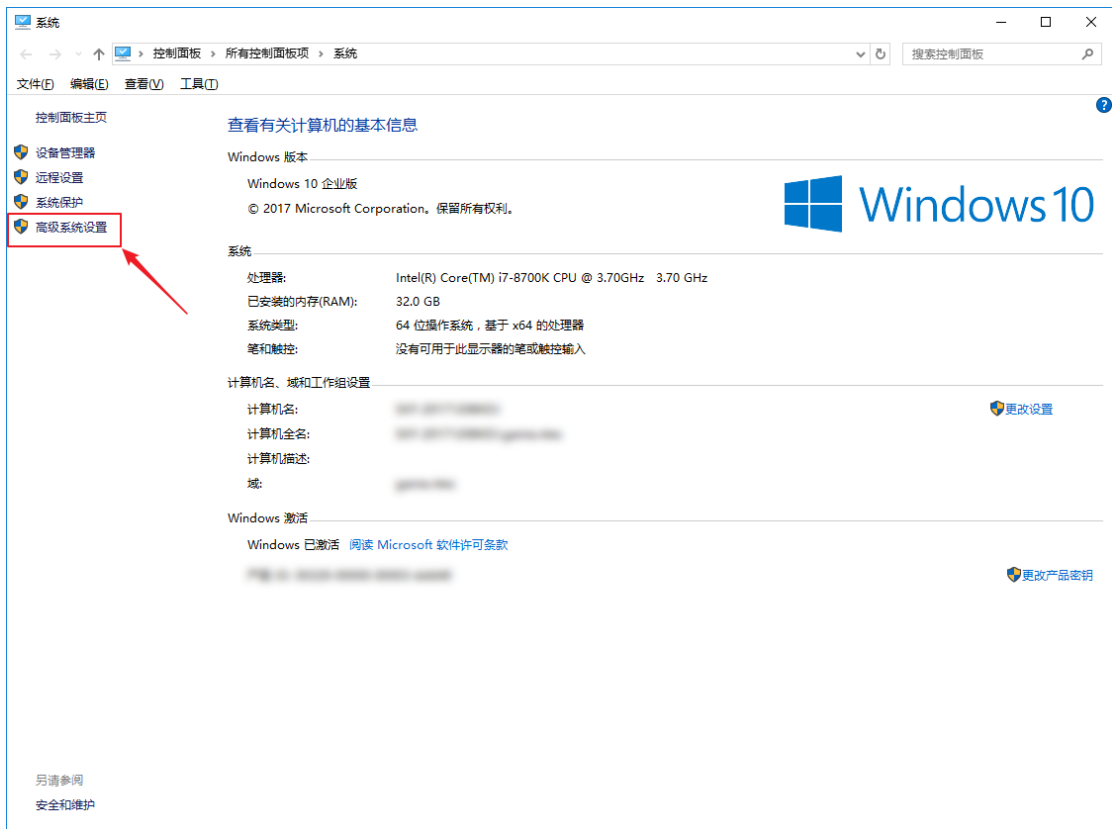 系统
控制面板 › 所有控制面板项 › 系统
搜索控制面板
文件(F) 编辑(E) 查看(V) 工具(T)
?
控制面板主页
设备管理器
远程设置
系统保护
高级系统设置
查看有关计算机的基本信息
Windows 版本
Windows 10 企业版
© 2017 Microsoft Corporation。保留所有权利。
Windows 10
系统
处理器: Intel(R) Core(TM) i7-8700K CPU @ 3.70GHz 3.70 GHz
已安装的内存(RAM): 32.0 GB
系统类型: 64 位操作系统，基于 x64 的处理器
笔和触控: 没有可用于此显示器的笔或触控输入
计算机名、域和工作组设置
计算机名: 更改设置
计算机全名:
计算机描述:
域:
Windows 激活
Windows 已激活 阅读 Microsoft 软件许可条款
更改产品密钥
另请参阅
安全和维护